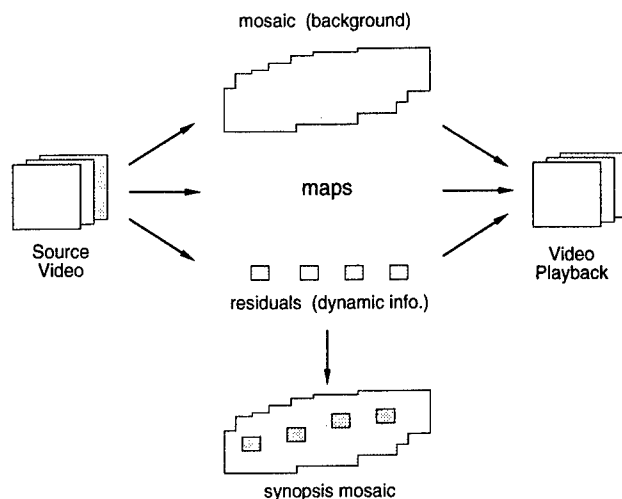 mosaic (background)
maps
Source
Video
Video
Playback
residuals (dynamic info.)
synopsis mosaic